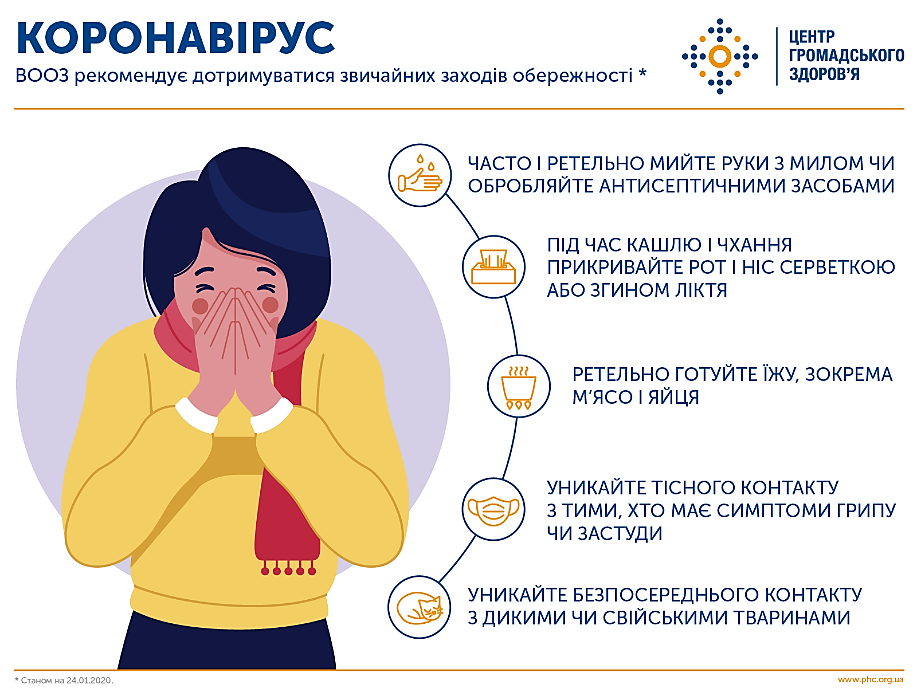 КОРОНАВІРУС
ВООЗ рекомендує дотримуватися звичайних заходів обережності *
ЦЕНТР
ГРОМАДСЬКОГО
ЗДОРОВ'Я
ЧАСТО І РЕТЕЛЬНО МИЙТЕ РУКИ З МИЛОМ ЧИ
ОБРОБЛЯЙТЕ АНТИСЕПТИЧНИМИ ЗАСОБАМИ
ПІД ЧАС КАШЛЮ І ЧХАННЯ
ПРИКРИВАЙТЕ РОТ І НІС СЕРВЕТКОЮ
АБО ЗГИНОМ ЛІКТЯ
РЕТЕЛЬНО ГОТУЙТЕ ЇЖУ, ЗОКРЕМА
М'ЯСО І ЯЙЦЯ
УНИКАЙТЕ ТІСНОГО КОНТАКТУ
З ТИМИ, ХТО МАЄ СИМПТОМИ ГРИПУ
ЧИ ЗАСТУДИ
УНИКАЙТЕ БЕЗПОСЕРЕДНЬОГО КОНТАКТУ
З ДИКИМИ ЧИ СВІЙСЬКИМИ ТВАРИНАМИ
* Станом на 24.01.2020.
www.phc.org.ua